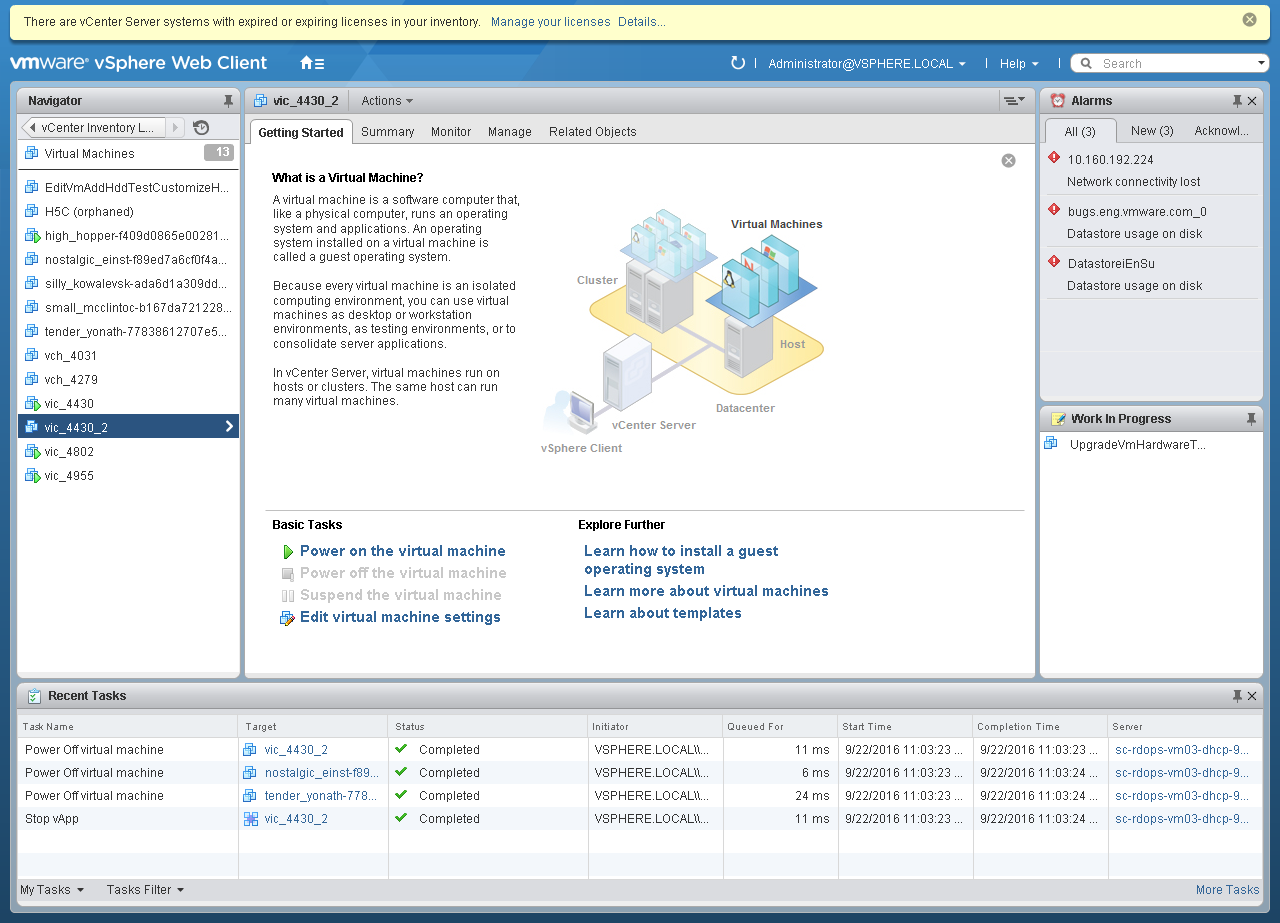 There are vCenter Server systems with expired or expiring licenses in your inventory. Manage your licenses Details...
vmware® vSphere Web Client
Administrator@VSPHERE.LOCAL Help Search
Navigator
vCenter Inventory L...
Virtual Machines 13
EditVmAddHddTestCustomizeH...
H5C (orphaned)
high_hopper-f409d0865e00281...
nostalgic_einst-f89ed7a6cf0f4a...
silly_kowalevsk-ada6d1a309dd...
small_mcclintoc-b167da721228...
tender_yonath-77838612707e5...
vch_4031
vch_4279
vic_4430
vic_4430_2
vic_4802
vic_4955
vic_4430_2 Actions
Getting Started Summary Monitor Manage Related Objects
What is a Virtual Machine?
A virtual machine is a software computer that,
like a physical computer, runs an operating
system and applications. An operating
system installed on a virtual machine is
called a guest operating system.
Because every virtual machine is an isolated
computing environment, you can use virtual
machines as desktop or workstation
environments, as testing environments, or to
consolidate server applications.
In vCenter Server, virtual machines run on
hosts or clusters. The same host can run
many virtual machines.
Virtual Machines
Cluster
Host
Datacenter
vCenter Server
vSphere Client
Basic Tasks
Power on the virtual machine
Power off the virtual machine
Suspend the virtual machine
Edit virtual machine settings
Explore Further
Learn how to install a guest
operating system
Learn more about virtual machines
Learn about templates
Alarms
All (3) New (3) Acknowl...
10.160.192.224
Network connectivity lost
bugs.eng.vmware.com_0
Datastore usage on disk
DatastoreiEnSu
Datastore usage on disk
Work In Progress
UpgradeVmHardwareT...
Recent Tasks
Task Name Target Status Initiator Queued For Start Time Completion Time Server
Power Off virtual machine vic_4430_2 Completed VSPHERE.LOCAL\\... 11 ms 9/22/2016 11:03:23 ... 9/22/2016 11:03:23 ... sc-rdops-vm03-dhcp-9...
Power Off virtual machine nostalgic_einst-f89... Completed VSPHERE.LOCAL\\... 6 ms 9/22/2016 11:03:23 ... 9/22/2016 11:03:24 ... sc-rdops-vm03-dhcp-9...
Power Off virtual machine tender_yonath-778... Completed VSPHERE.LOCAL\\... 24 ms 9/22/2016 11:03:23 ... 9/22/2016 11:03:24 ... sc-rdops-vm03-dhcp-9...
Stop vApp vic_4430_2 Completed VSPHERE.LOCAL\\... 11 ms 9/22/2016 11:03:23 ... 9/22/2016 11:03:24 ... sc-rdops-vm03-dhcp-9...
My Tasks Tasks Filter More Tasks